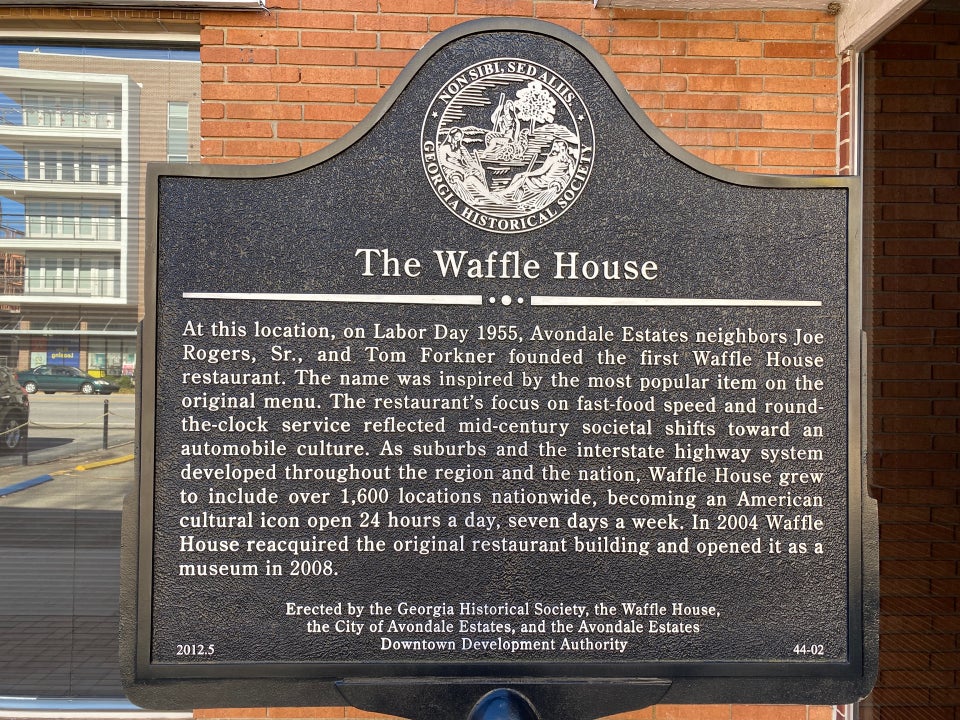 NON SIBI, SED ALIIS.
GEORGIA HISTORICAL SOCIETY
The Waffle House
At this location, on Labor Day 1955, Avondale Estates neighbors Joe
Rogers, Sr., and Tom Forkner founded the first Waffle House
restaurant. The name was inspired by the most popular item on the
original menu. The restaurant's focus on fast-food speed and round-
the-clock service reflected mid-century societal shifts toward an
automobile culture. As suburbs and the interstate highway system
developed throughout the region and the nation, Waffle House grew
to include over 1,600 locations nationwide, becoming an American
cultural icon open 24 hours a day, seven days a week. In 2004 Waffle
House reacquired the original restaurant building and opened it as a
museum in 2008.
Erected by the Georgia Historical Society, the Waffle House,
the City of Avondale Estates, and the Avondale Estates
Downtown Development Authority
2012.5
44-02
Leasing